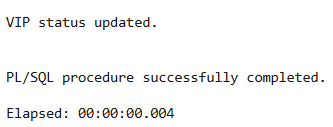 VIP status updated.
PL/SQL procedure successfully completed.
Elapsed: 00:00:00.004